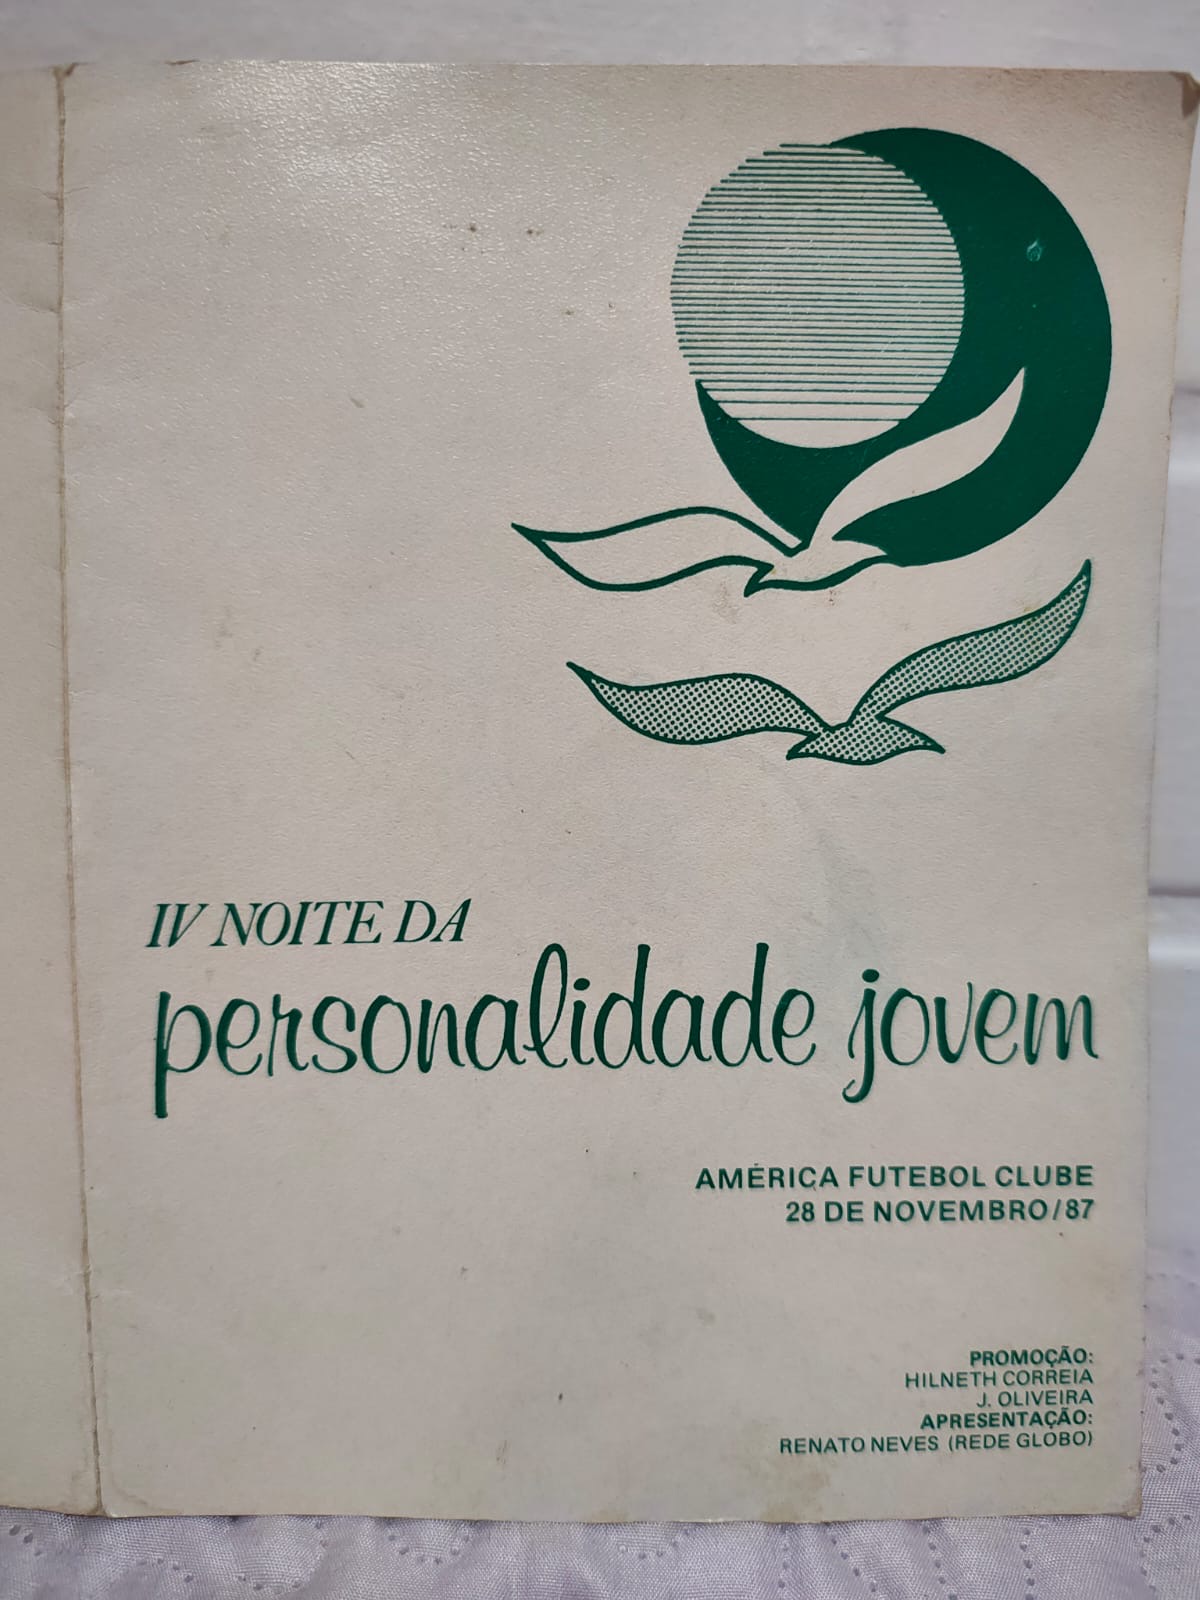 IV NOITE DA
personalidade jovem
AMÉRICA FUTEBOL CLUBE
28 DE NOVEMBRO/87
PROMOÇÃO:
HILNETH CORREIA
J. OLIVEIRA
APRESENTAÇÃO:
RENATO NEVES (REDE GLOBO)